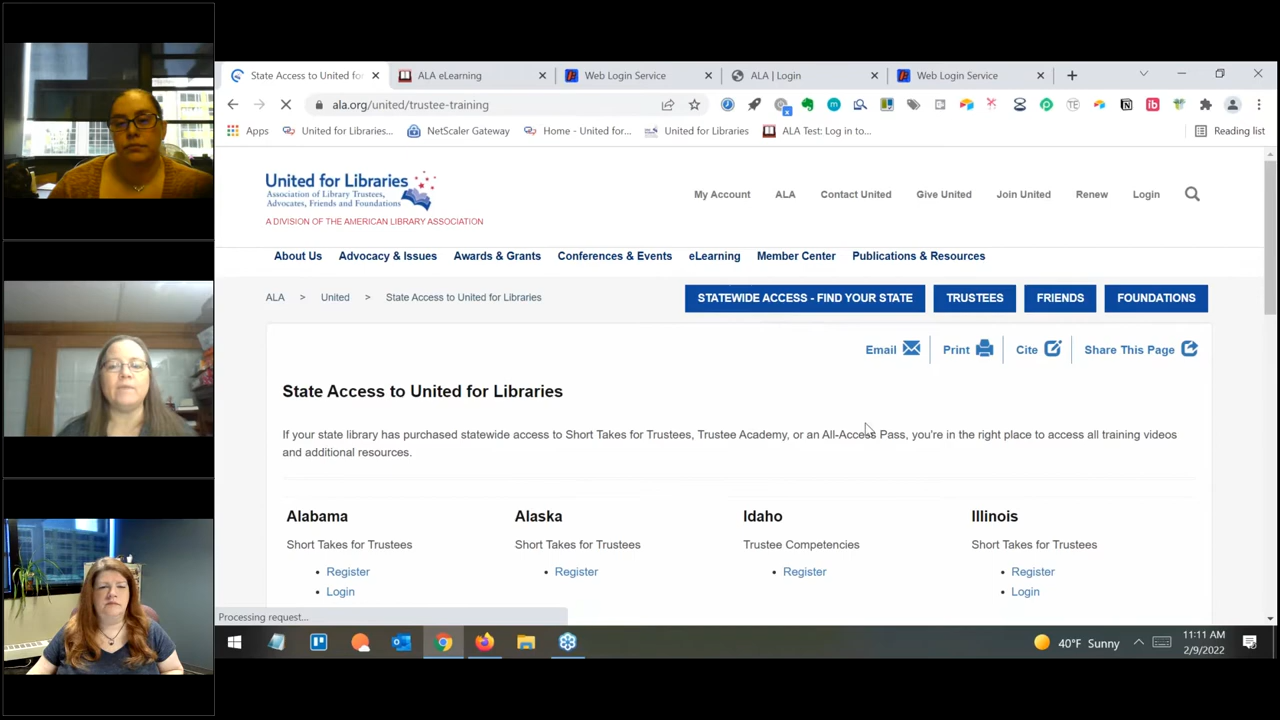 State Access to United fo
ALA eLearning
Web Login Service
ALA | Login
Web Login Service
ala.org/united/trustee-training
Apps
United for Libraries...
NetScaler Gateway
Home - United for...
United for Libraries
ALA Test: Log in to...
Reading list
United for Libraries
Association of Library Trustees,
Advocates, Friends and Foundations
A DIVISION OF THE AMERICAN LIBRARY ASSOCIATION
My Account
ALA
Contact United
Give United
Join United
Renew
Login
About Us
Advocacy & Issues
Awards & Grants
Conferences & Events
eLearning
Member Center
Publications & Resources
ALA > United > State Access to United for Libraries
STATEWIDE ACCESS - FIND YOUR STATE
TRUSTEES
FRIENDS
FOUNDATIONS
Email
Print
Cite
Share This Page
State Access to United for Libraries
If your state library has purchased statewide access to Short Takes for Trustees, Trustee Academy, or an All-Access Pass, you're in the right place to access all training videos
and additional resources.
Alabama
Short Takes for Trustees
• Register
• Login
Alaska
Short Takes for Trustees
• Register
Idaho
Trustee Competencies
• Register
Illinois
Short Takes for Trustees
• Register
• Login
Processing request...
40°F Sunny
11:11 AM
2/9/2022